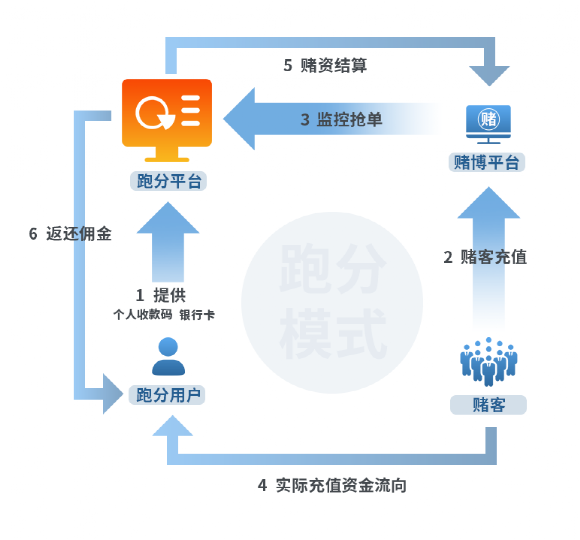 5 赌资结算
3 监控抢单
赌
跑分平台
赌博平台
6 返还佣金
2 赌客充值
跑分
模式
1 提供
个人收款码 银行卡
跑分用户
赌客
4 实际充值资金流向